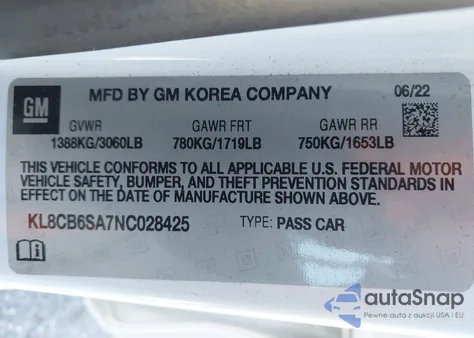 GM
MFD BY GM KOREA COMPANY
06/22
GVWR GAWR FRT GAWR RR
1388KG/3060LB 780KG/1719LB 750KG/1653LB
THIS VEHICLE CONFORMS TO ALL APPLICABLE U.S. FEDERAL MOTOR
VEHICLE SAFETY, BUMPER, AND THEFT PREVENTION STANDARDS IN
EFFECT ON THE DATE OF MANUFACTURE SHOWN ABOVE.
KL8CB6SA7NC028425 TYPE: PASS CAR
autoSnap
Pewne auta z aukcji USA i EU